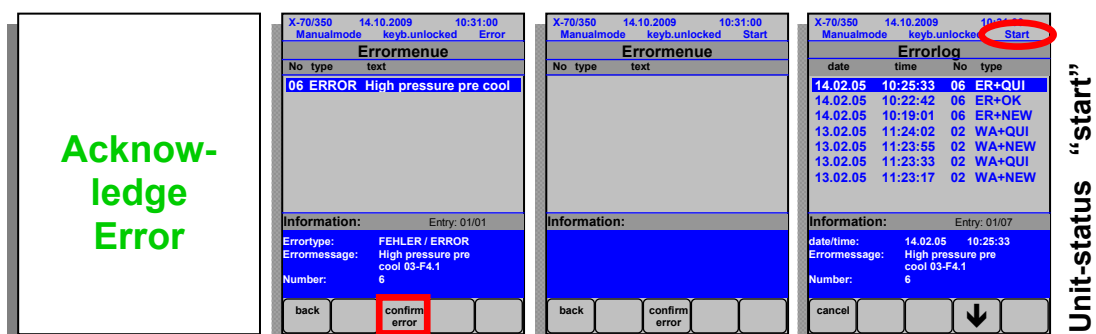 Acknow-
ledge
Error
X-70/350 14.10.2009 10:31:00
Manualmode keyb.unlocked Error
Errormenue
No type text
06 ERROR High pressure pre cool
Information: Entry: 01/01
Errortype: FEHLER / ERROR
Errormessage: High pressure pre
cool 03-F4.1
Number: 6
back confirm
error
X-70/350 14.10.2009 10:31:00
Manualmode keyb.unlocked Start
Errormenue
No type text
Information:
back confirm
error
X-70/350 14.10.2009
Manualmode keyb.unlocked Start
Errorlog
date time No type
14.02.05 10:25:33 06 ER+QUI
14.02.05 10:22:42 06 ER+OK
14.02.05 10:19:01 06 ER+NEW
13.02.05 11:24:02 02 WA+QUI
13.02.05 11:23:55 02 WA+NEW
13.02.05 11:23:33 02 WA+QUI
13.02.05 11:23:17 02 WA+NEW
Information: Entry: 01/07
date/time: 14.02.05 10:25:33
Errormessage: High pressure pre
cool 03-F4.1
Number: 6
cancel
Unit-status “start”